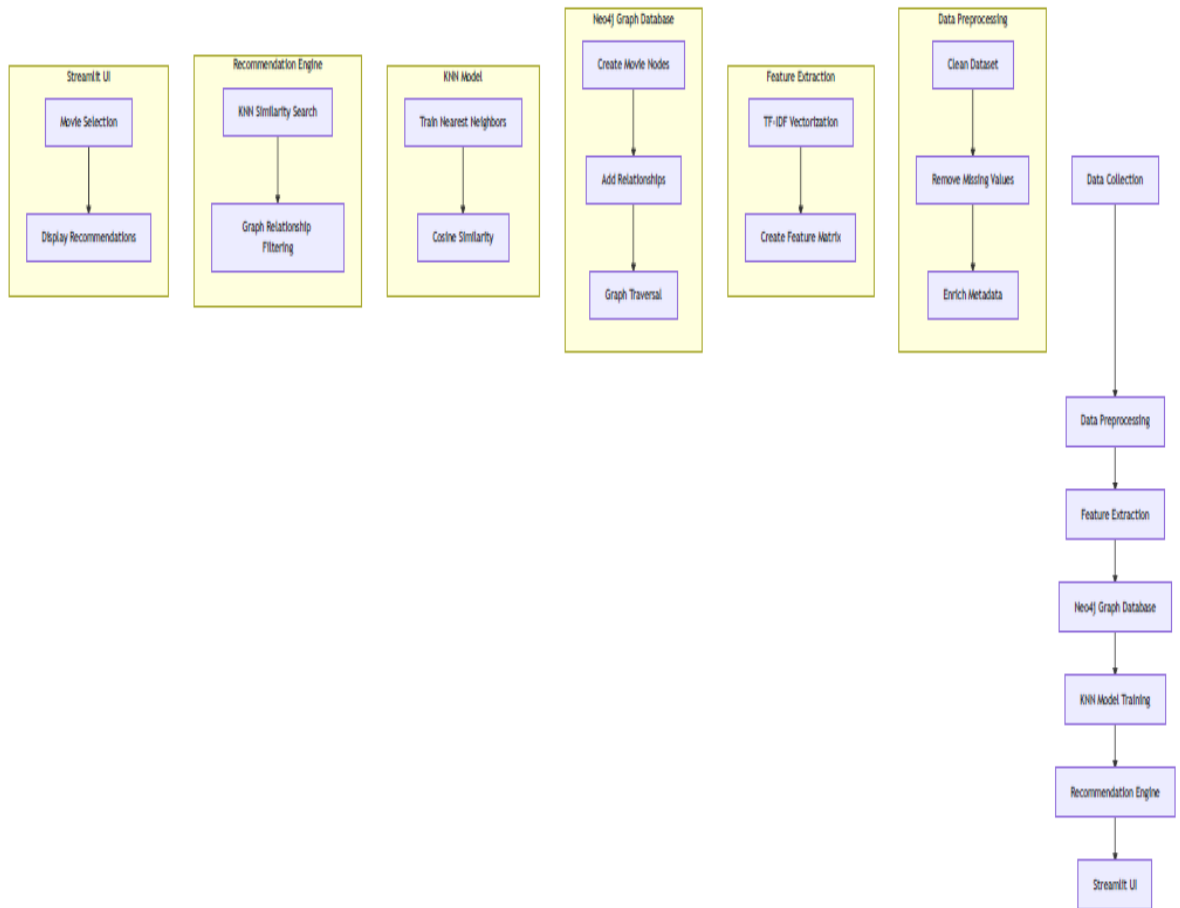 Streamlit UI
Movie Selection
Display Recommendations
Recommendation Engine
KNN Similarity Search
Graph Relationship
Filtering
KNN Model
Train Nearest Neighbors
Cosine Similarity
Neo4j Graph Database
Create Movie Nodes
Add Relationships
Graph Traversal
Feature Extraction
TF-IDF Vectorization
Create Feature Matrix
Data Preprocessing
Clean Dataset
Remove Missing Values
Enrich Metadata
Data Collection
Data Preprocessing
Feature Extraction
Neo4j Graph Database
KNN Model Training
Recommendation Engine
Streamlit UI